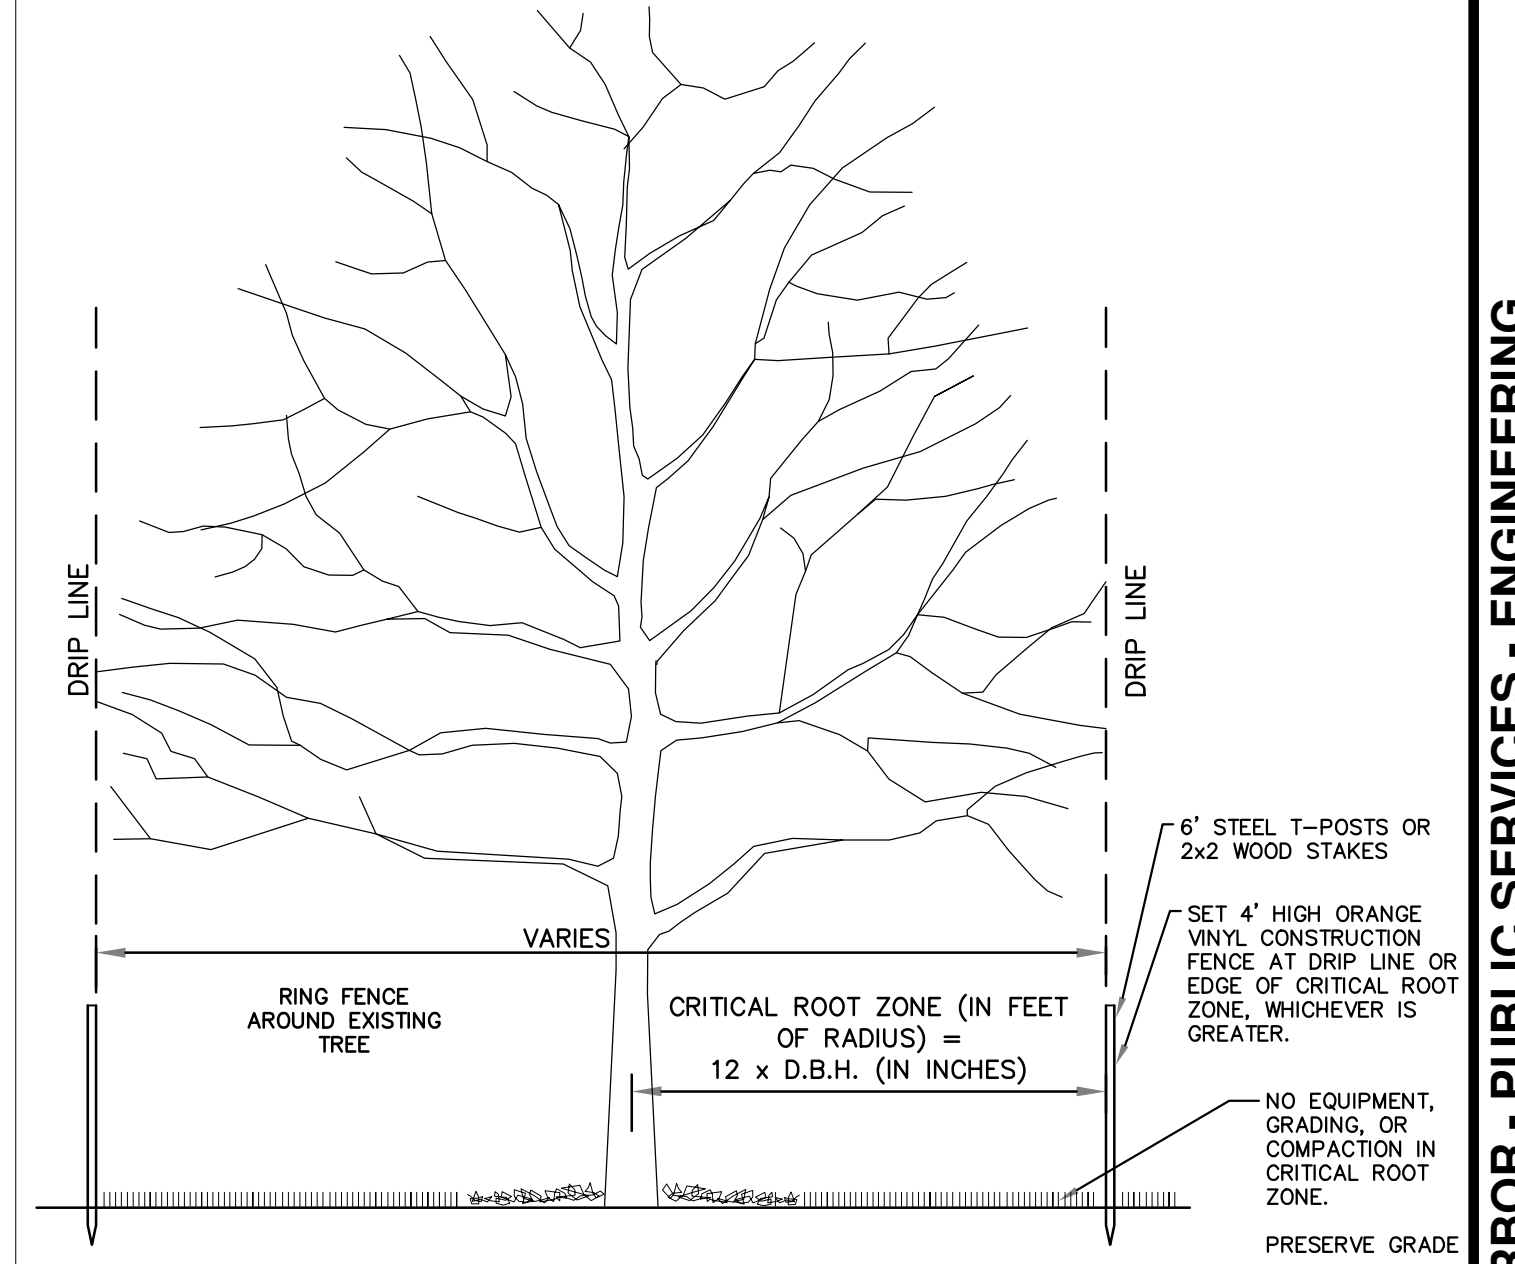 DRIP LINE
DRIP LINE
6' STEEL T-POSTS OR
2x2 WOOD STAKES
SET 4' HIGH ORANGE
VINYL CONSTRUCTION
FENCE AT DRIP LINE OR
EDGE OF CRITICAL ROOT
ZONE, WHICHEVER IS
GREATER.
VARIES
RING FENCE
AROUND EXISTING
TREE
CRITICAL ROOT ZONE (IN FEET
OF RADIUS) =
12 x D.B.H. (IN INCHES)
NO EQUIPMENT,
GRADING, OR
COMPACTION IN
CRITICAL ROOT
ZONE.
PRESERVE GRADE
RBOR - PUBLIC SERVICES - ENGINEERING